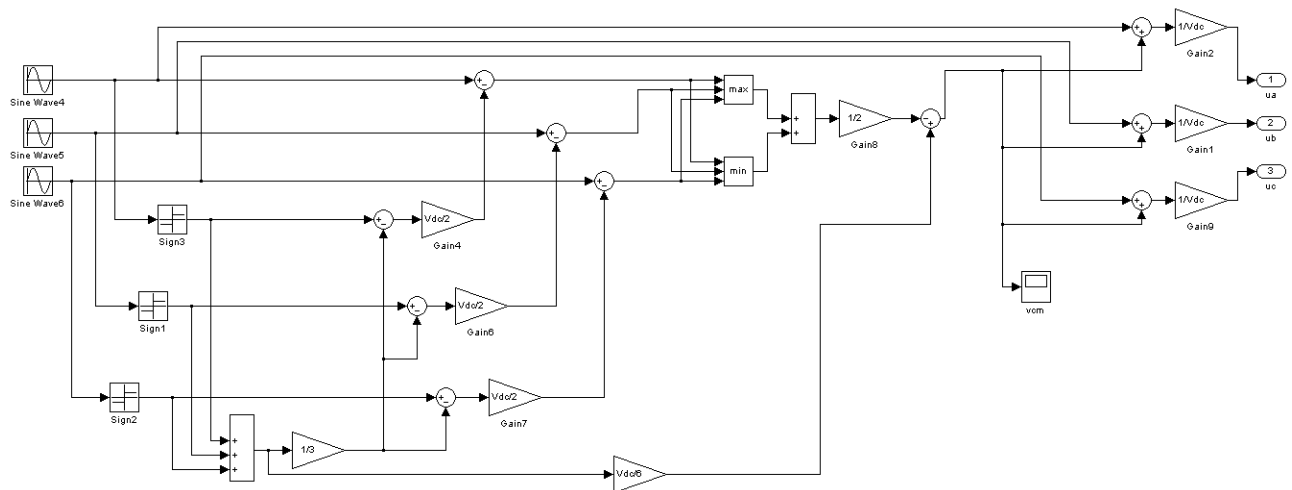 1/Vdc
Gain2
1
ua
Sine Wave4
max
1/2
Gain8
Sine Wave5
1/Vdc
Gain1
2
ub
min
Sine Wave6
3
uc
1/Vdc
Gain9
Sign3
Vdc/2
Gain4
vcm
Sign1
Vdc/2
Gain6
Sign2
Vdc/2
Gain7
1/3
Vdc/6